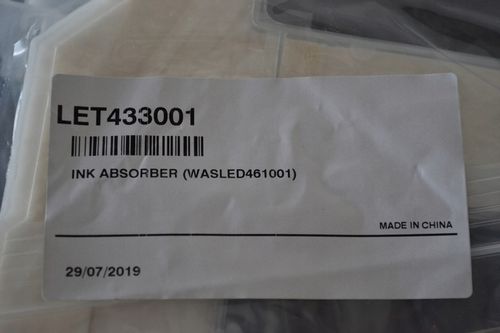 LET433001
INK ABSORBER (WASLED461001)
MADE IN CHINA
29/07/2019